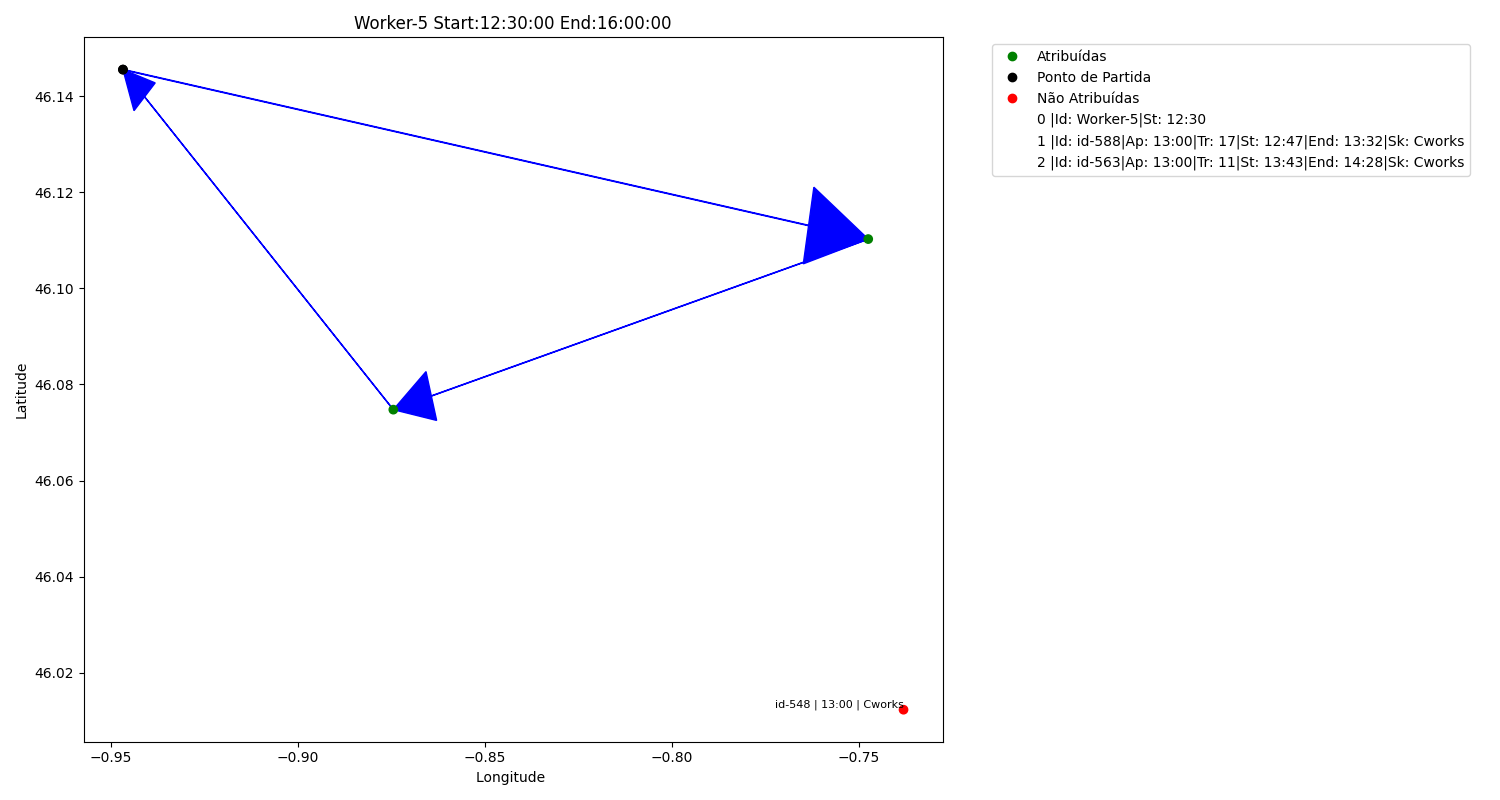 Worker-5 Start:12:30:00 End:16:00:00
46.14
46.12
46.10
46.08
46.06
46.04
46.02
Latitude
−0.95
−0.90
−0.85
−0.80
−0.75
Longitude
id-548 | 13:00 | Cworks
Atribuídas
Ponto de Partida
Não Atribuídas
0 |Id: Worker-5|St: 12:30
1 |Id: id-588|Ap: 13:00|Tr: 17|St: 12:47|End: 13:32|Sk: Cworks
2 |Id: id-563|Ap: 13:00|Tr: 11|St: 13:43|End: 14:28|Sk: Cworks